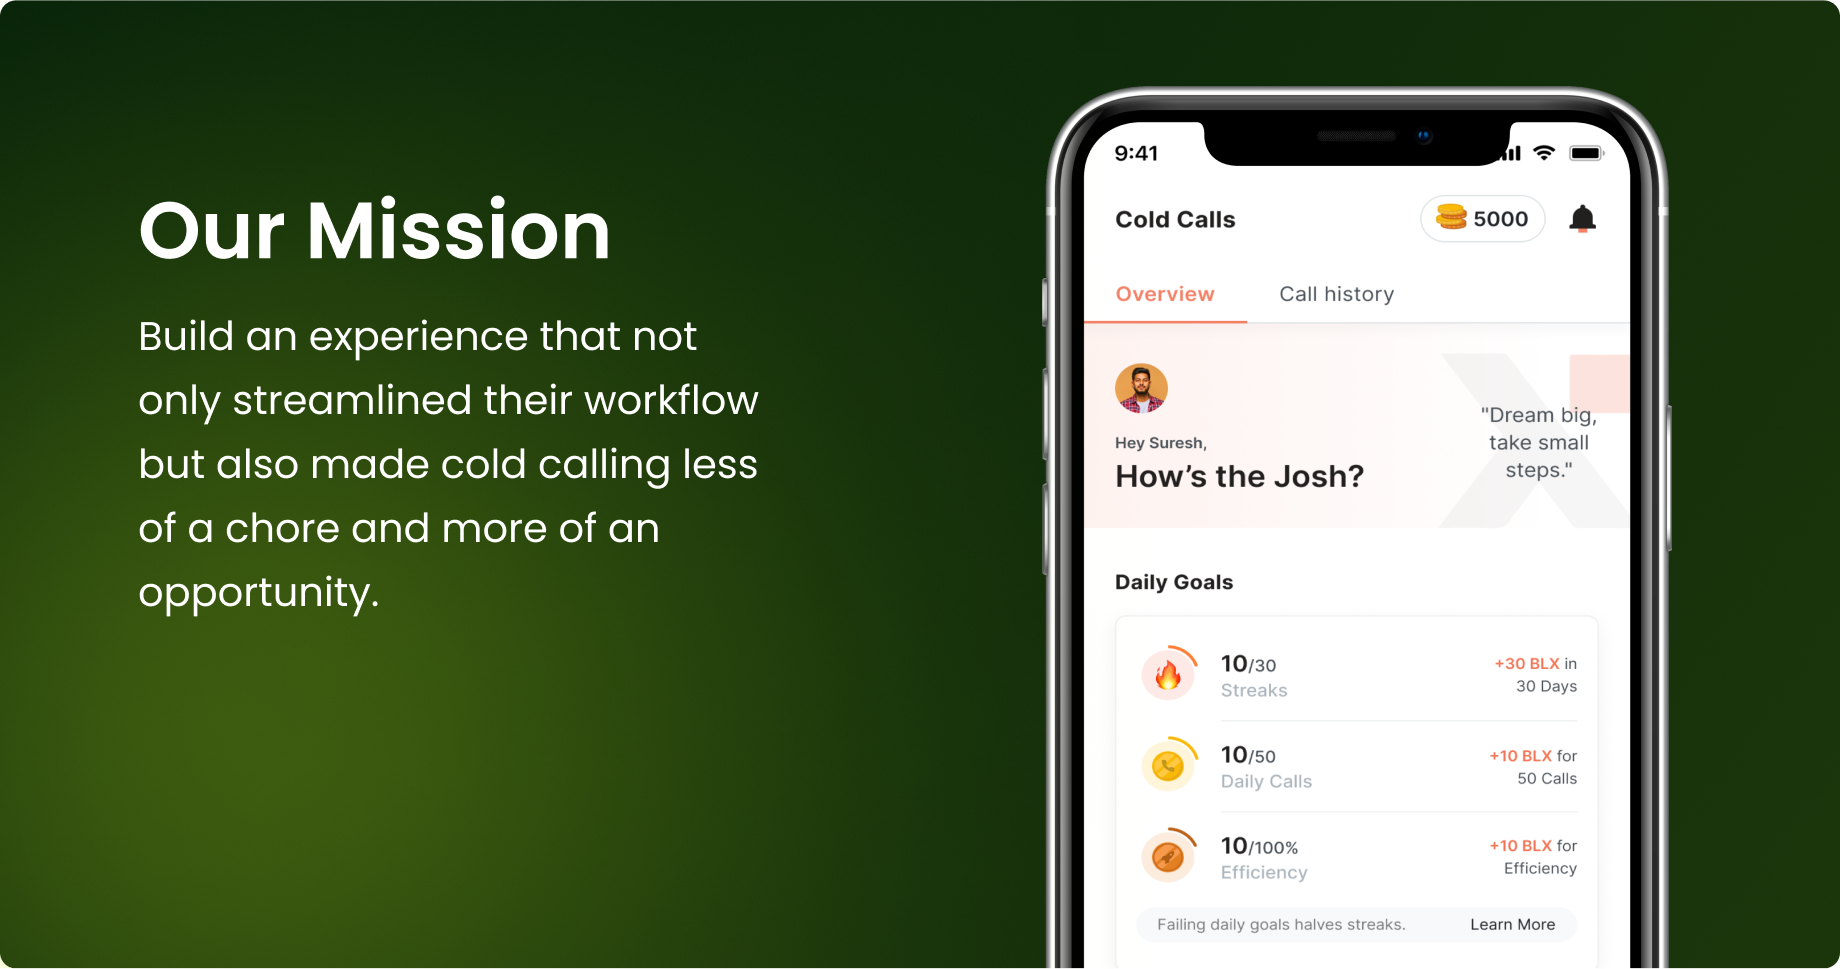 Our Mission
Build an experience that not
only streamlined their workflow
but also made cold calling less
of a chore and more of an
opportunity.
9:41
Cold Calls
5000
Overview
Call history
Hey Suresh,
How’s the Josh?
"Dream big,
take small
steps."
Daily Goals
10/30
Streaks
+30 BLX in
30 Days
10/50
Daily Calls
+10 BLX for
50 Calls
10/100%
Efficiency
+10 BLX for
Efficiency
Failing daily goals halves streaks.
Learn More